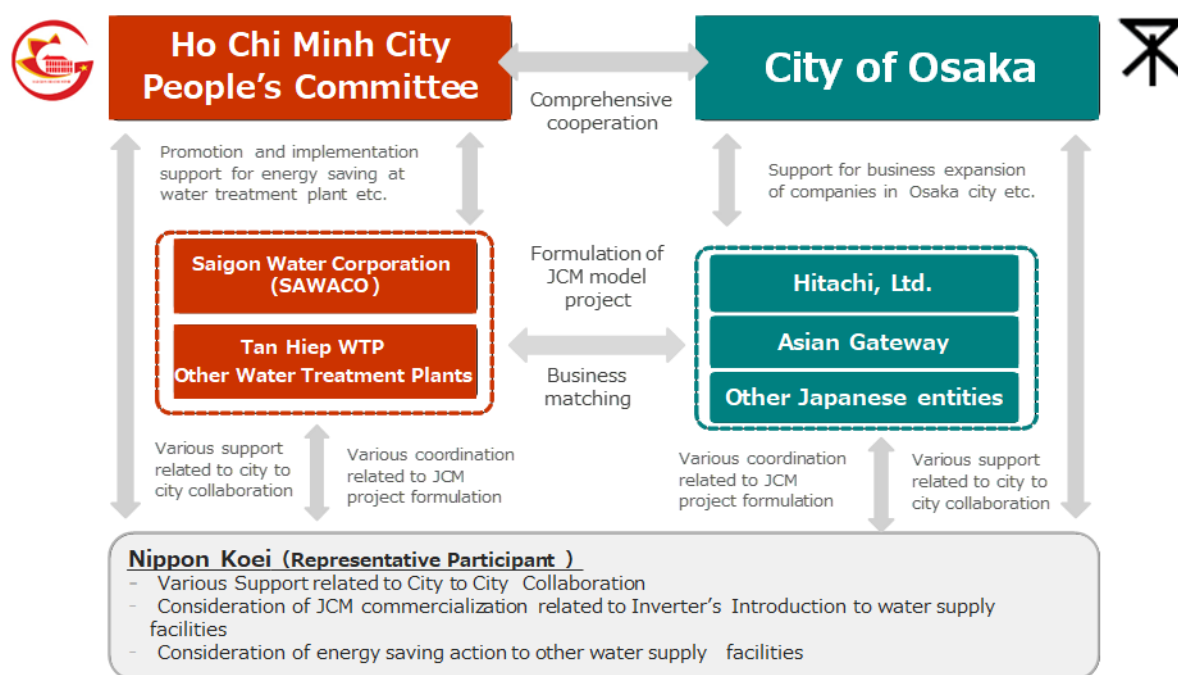 Ho Chi Minh City
People's Committee
City of Osaka
Comprehensive
cooperation
Promotion and implementation
support for energy saving at
water treatment plant etc.
Support for business expansion
of companies in Osaka city etc.
Saigon Water Corporation
(SAWACO)
Tan Hiep WTP
Other Water Treatment Plants
Formulation of
JCM model
project
Business
matching
Hitachi, Ltd.
Asian Gateway
Other Japanese entities
Various support
related to city to
city collaboration
Various coordination
related to JCM
project formulation
Various coordination
related to JCM
project formulation
Various support
related to city to
city collaboration
Nippon Koei (Representative Participant )
- Various Support related to City to City Collaboration
- Consideration of JCM commercialization related to Inverter's Introduction to water supply
facilities
- Consideration of energy saving action to other water supply facilities